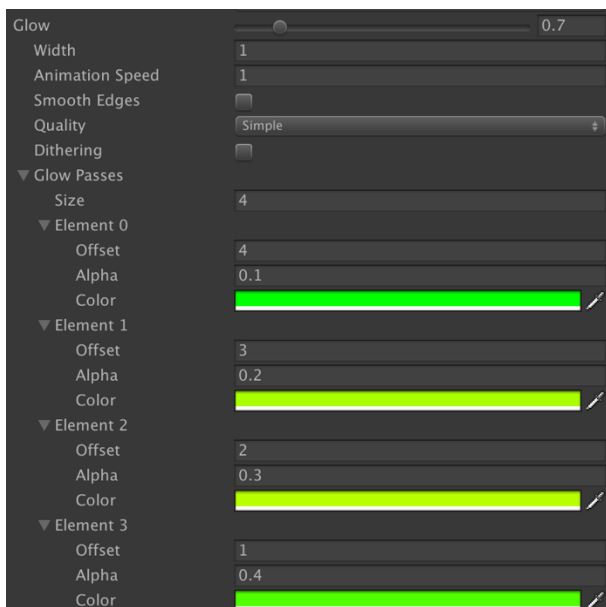 Glow 0.7
Width 1
Animation Speed 1
Smooth Edges
Quality Simple
Dithering
Glow Passes
Size 4
Element 0
Offset 4
Alpha 0.1
Color
Element 1
Offset 3
Alpha 0.2
Color
Element 2
Offset 2
Alpha 0.3
Color
Element 3
Offset 1
Alpha 0.4
Color